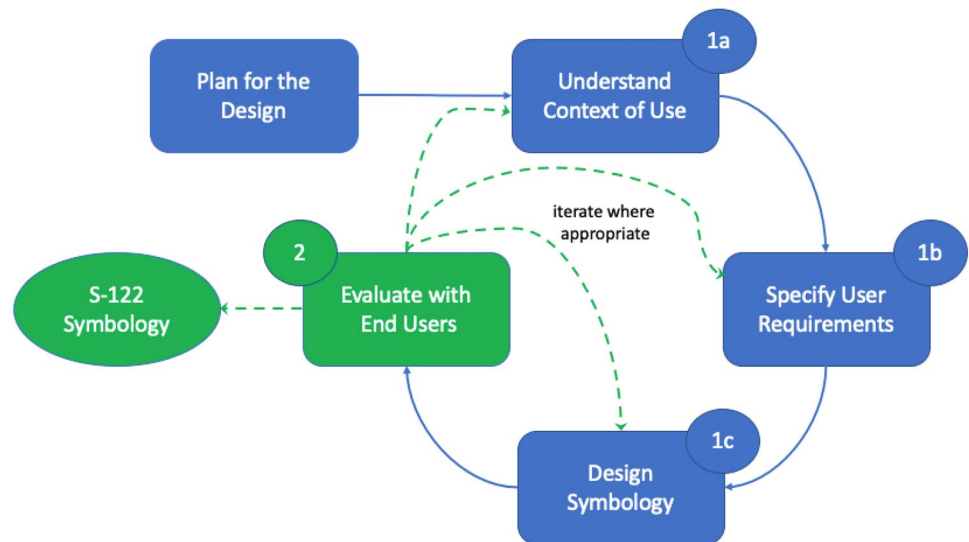 1a
Plan for the
Design
Understand
Context of Use
iterate where
appropriate
2
1b
S-122
Symbology
Evaluate with
End Users
Specify User
Requirements
1c
Design
Symbology